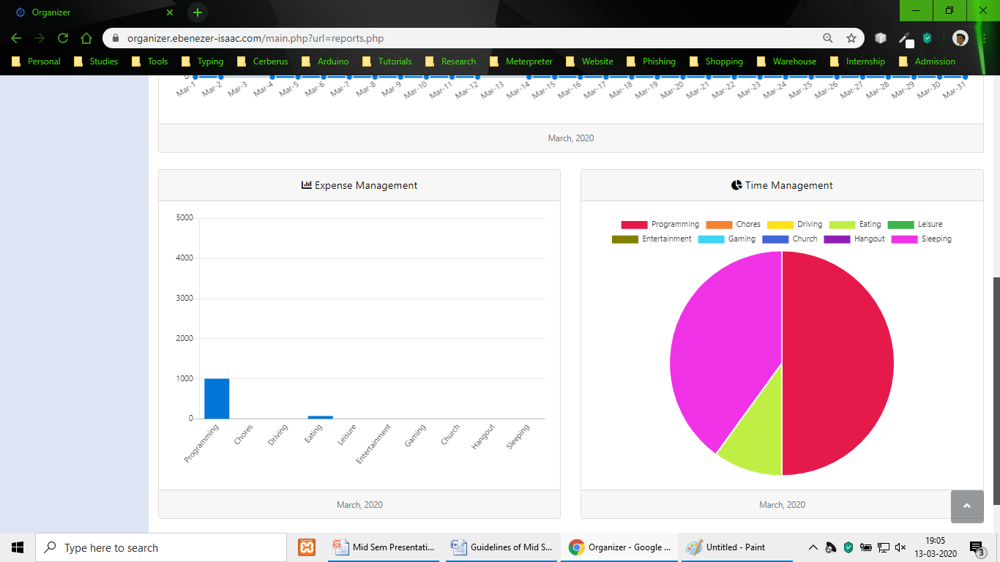 Organizer
organizer.ebenezer-isaac.com/main.php?url=reports.php
Personal Studies Tools Typing Cerberus Arduino Tutorials Research Meterpreter Website Phishing Shopping Warehouse Internship Admission
0
Mar-1 Mar-2 Mar-3 Mar-4 Mar-5 Mar-6 Mar-7 Mar-8 Mar-9 Mar-10 Mar-11 Mar-12 Mar-13 Mar-14 Mar-15 Mar-16 Mar-17 Mar-18 Mar-19 Mar-20 Mar-21 Mar-22 Mar-23 Mar-24 Mar-25 Mar-26 Mar-27 Mar-28 Mar-29 Mar-30 Mar-31
March, 2020
Expense Management
5000
4000
3000
2000
1000
0
Programming Chores Driving Eating Leisure Entertainment Gaming Church Hangout Sleeping
March, 2020
Time Management
Programming Chores Driving Eating Leisure
Entertainment Gaming Church Hangout Sleeping
March, 2020
Type here to search
Mid Sem Presentati...
Guidelines of Mid S...
Organizer - Google ...
Untitled - Paint
19:05
13-03-2020
3